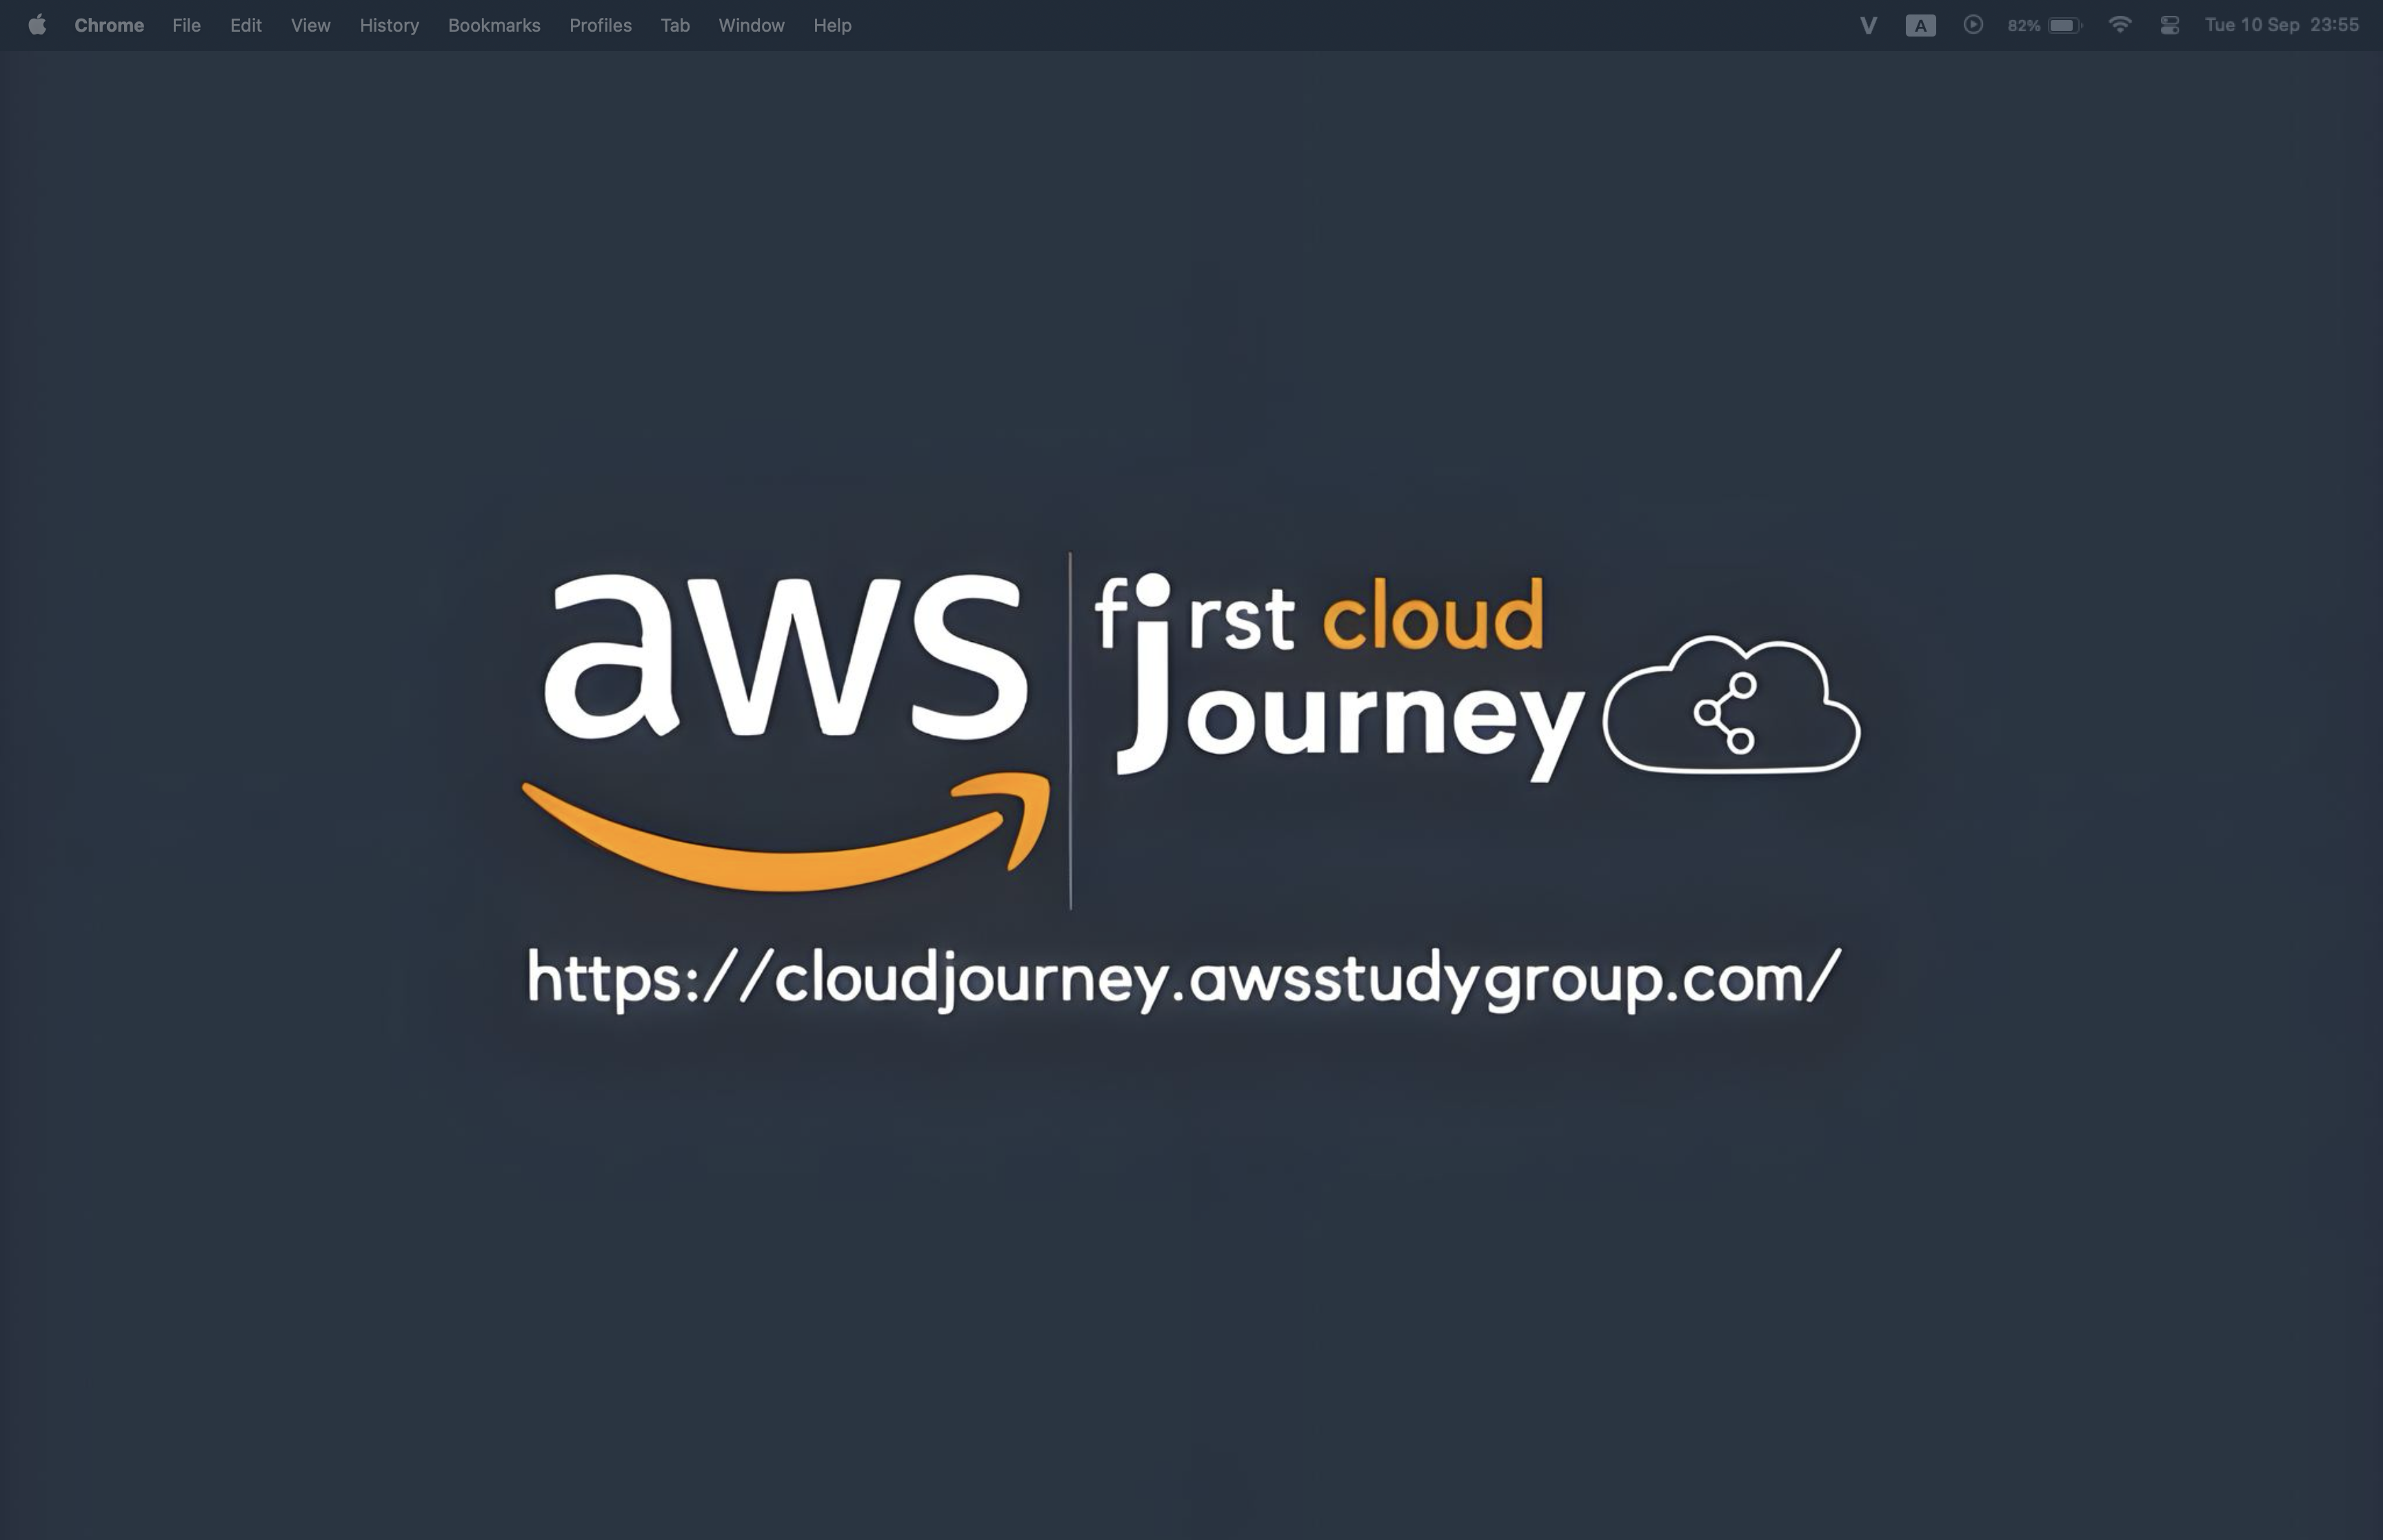 Chrome File Edit View History Bookmarks Profiles Tab Window Help V A 82% Tue 10 Sep 23:55
aws
first cloud
journey
https://cloudjourney.awsstudygroup.com/